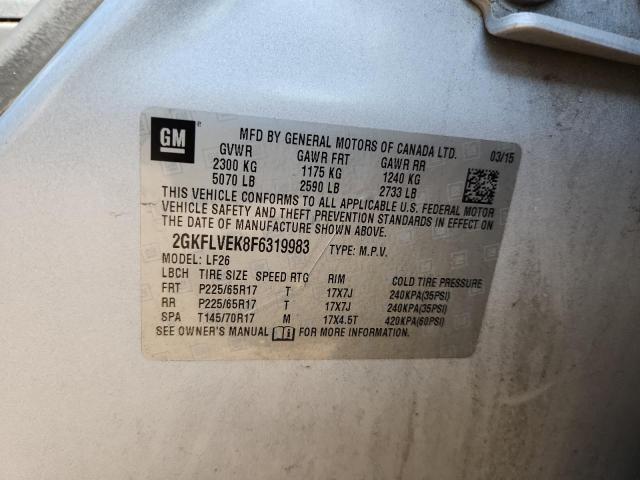 GM ®
MFD BY GENERAL MOTORS OF CANADA LTD. 03/15
GVWR GAWR FRT GAWR RR
2300 KG 1175 KG 1240 KG
5070 LB 2590 LB 2733 LB
THIS VEHICLE CONFORMS TO ALL APPLICABLE U.S. FEDERAL MOTOR
VEHICLE SAFETY AND THEFT PREVENTION STANDARDS IN EFFECT ON
THE DATE OF MANUFACTURE SHOWN ABOVE.
2GKFLVEK8F6319983 TYPE: M.P.V.
MODEL: LF26
LBCH TIRE SIZE SPEED RTG RIM COLD TIRE PRESSURE
FRT P225/65R17 T 17X7J 240KPA(35PSI)
RR P225/65R17 T 17X7J 240KPA(35PSI)
SPA T145/70R17 M 17X4.5T 420KPA(60PSI)
SEE OWNER'S MANUAL FOR MORE INFORMATION.